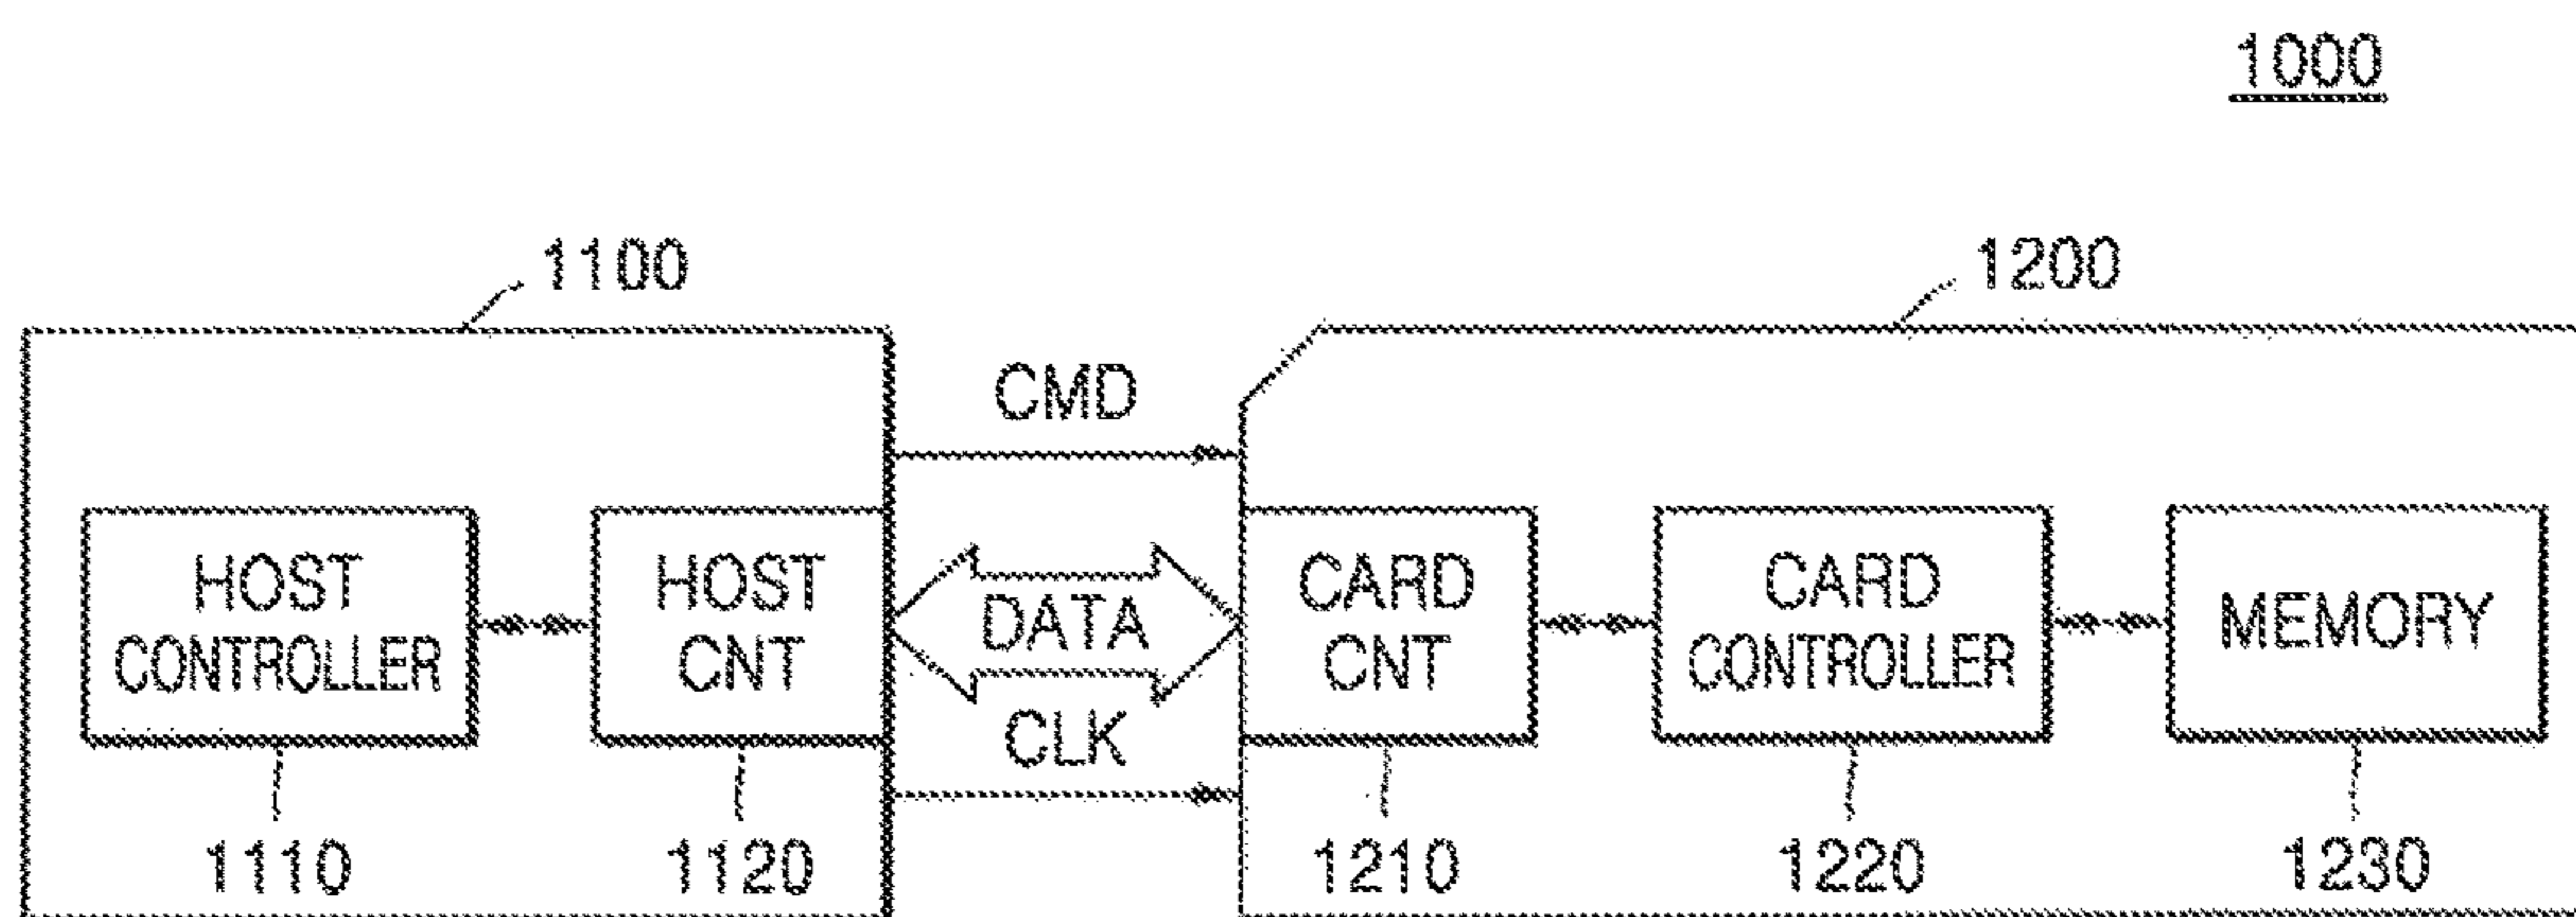 1000
1100
1200
CMD
HOST
CONTROLLER
HOST
CNT
DATA
CARD
CNT
CARD
CONTROLLER
MEMORY
CLK
1110
1120
1210
1220
1230